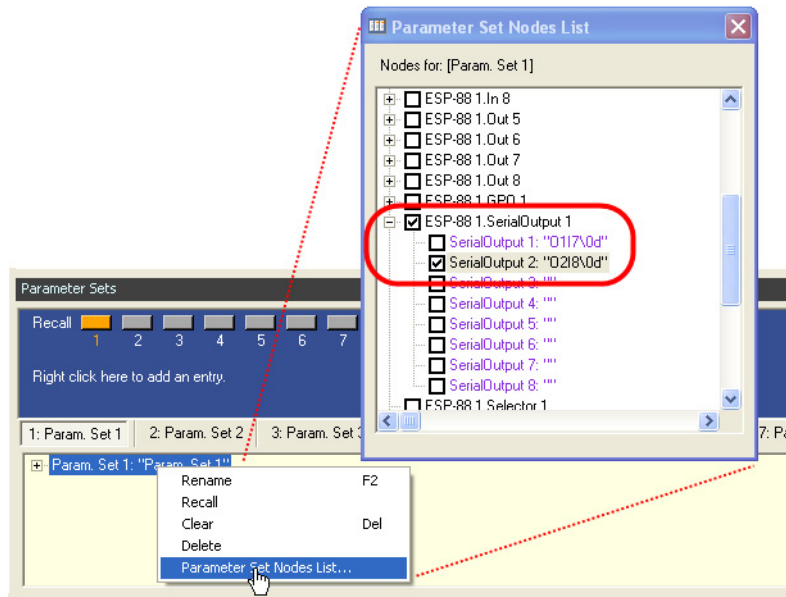 Parameter Set Nodes List
Nodes for: [Param. Set 1]
ESP-88 1.In 8
ESP-88 1.Out 5
ESP-88 1.Out 6
ESP-88 1.Out 7
ESP-88 1.Out 8
ESP-88 1.GPO 1
ESP-88 1.SerialOutput 1
SerialOutput 1: "O1I7\0d"
SerialOutput 2: "O2I8\0d"
SerialOutput 3: ""
SerialOutput 4: ""
SerialOutput 5: ""
SerialOutput 6: ""
SerialOutput 7: ""
SerialOutput 8: ""
ESP-88 1.Selector 1
Parameter Sets
Recall
1 2 3 4 5 6 7
Right click here to add an entry.
1: Param. Set 1 2: Param. Set 2 3: Param. Set 7: Pa
Param. Set 1: "Param. Set 1"
Rename F2
Recall
Clear Del
Delete
Parameter Set Nodes List...